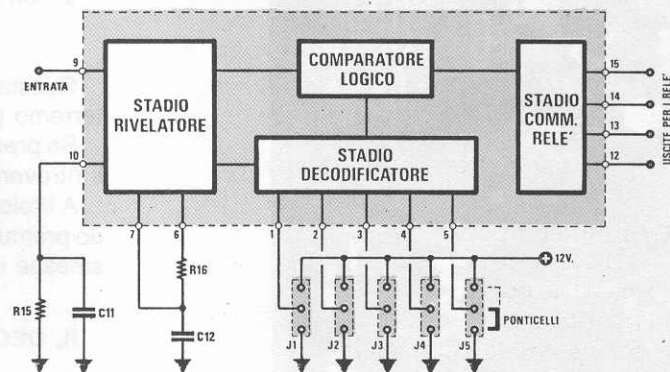 9
ENTRATA
10
STADIO
RIVELATORE
COMPARATORE
LOGICO
STADIO
DECODIFICATORE
STADIO
COMM.
RELE´
15
14
13
12
USCITE PER I RELE´
7
6
1
2
3
4
5
R16
12V.
R15
C11
C12
J1
J2
J3
J4
J5
PONTICELLI